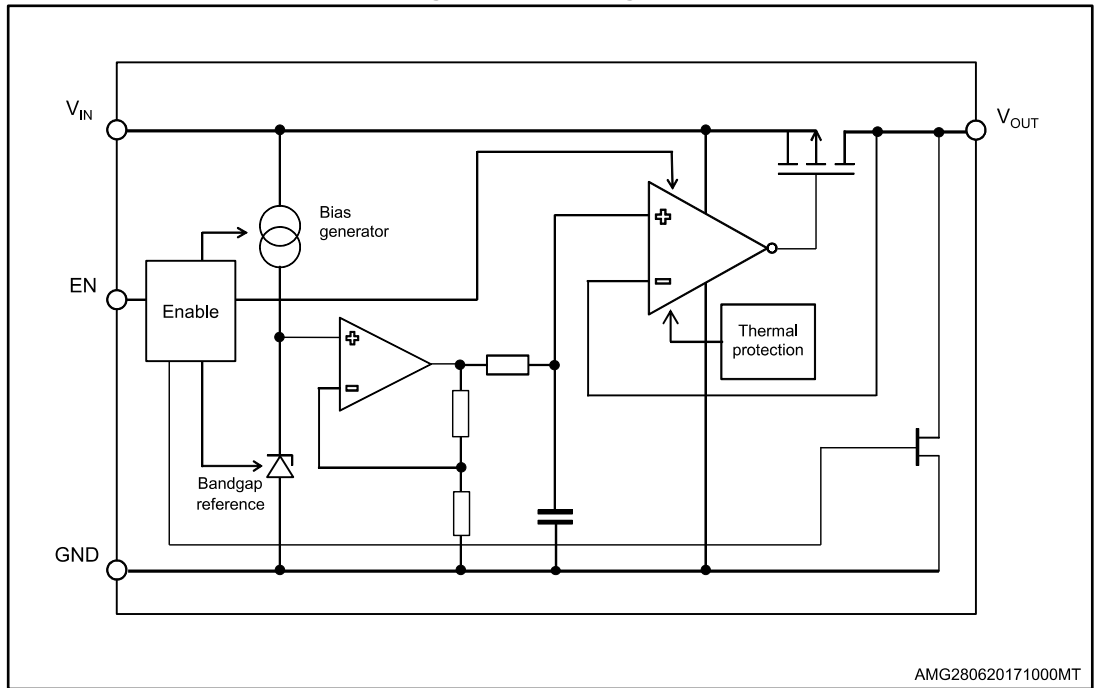 V_IN
V_OUT
Bias
generator
EN
Enable
Thermal
protection
Bandgap
reference
GND
AMG280620171000MT